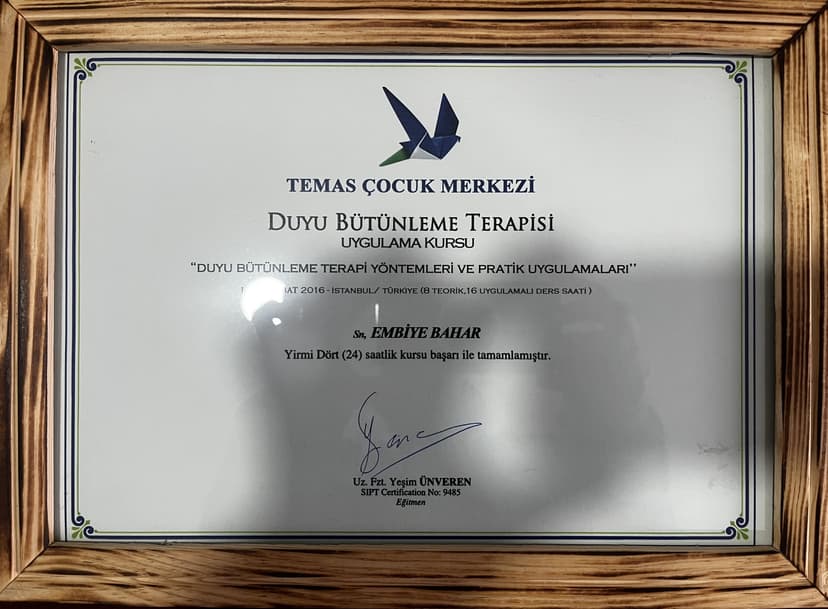 TEMAS ÇOCUK MERKEZİ
DUYU BÜTÜNLEME TERAPİSİ
UYGULAMA KURSU
“DUYU BÜTÜNLEME TERAPİ YÖNTEMLERİ VE PRATİK UYGULAMALARI’’
2016 - İSTANBUL/ TÜRKİYE (8 TEORİK,16 UYGULAMALI DERS SAATİ )
Sn, EMBİYE BAHAR
Yirmi Dört (24) saatlik kursu başarı ile tamamlamıştır.
Uz. Fzt. Yeşim ÜNVEREN
SIPT Certification No: 9485
Eğitmen